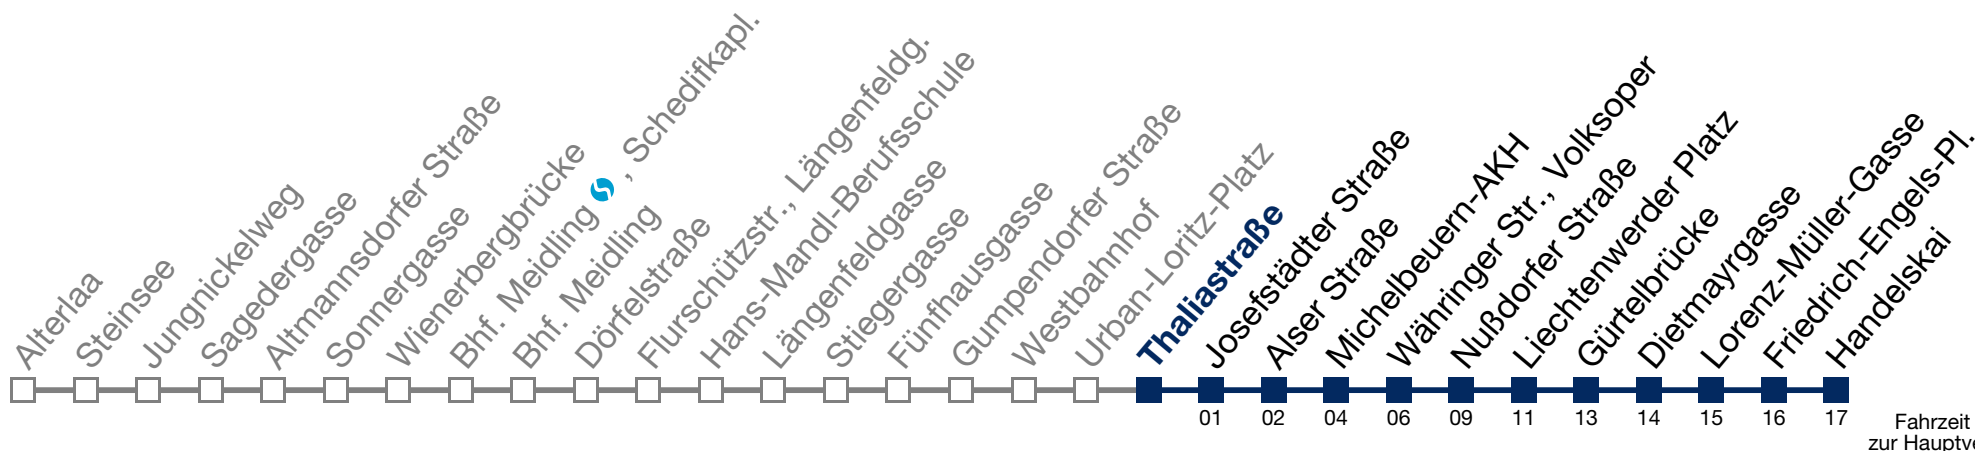 Alterlaa
Steinsee
Jungnickelweg
Sagedergasse
Altmannsdorfer Straße
Sonnergasse
Wienerbergbrücke
Bhf. Meidling , Schedifkapl.
Bhf. Meidling
Dörfelstraße
Flurschützstr., Längenfeldg.
Hans-Mandl-Berufsschule
Längenfeldgasse
Stiegergasse
Fünfhausgasse
Gumpendorfer Straße
Westbahnhof
Urban-Loritz-Platz
Thaliastraße
Josefstädter Straße
Alser Straße
Michelbeuern-AKH
Währinger Str., Volksoper
Nußdorfer Straße
Liechtenwerder Platz
Gürtelbrücke
Dietmayrgasse
Lorenz-Müller-Gasse
Friedrich-Engels-Pl.
Handelskai
01 02 04 06 09 11 13 14 15 16 17
Fahrzeit
zur Hauptve